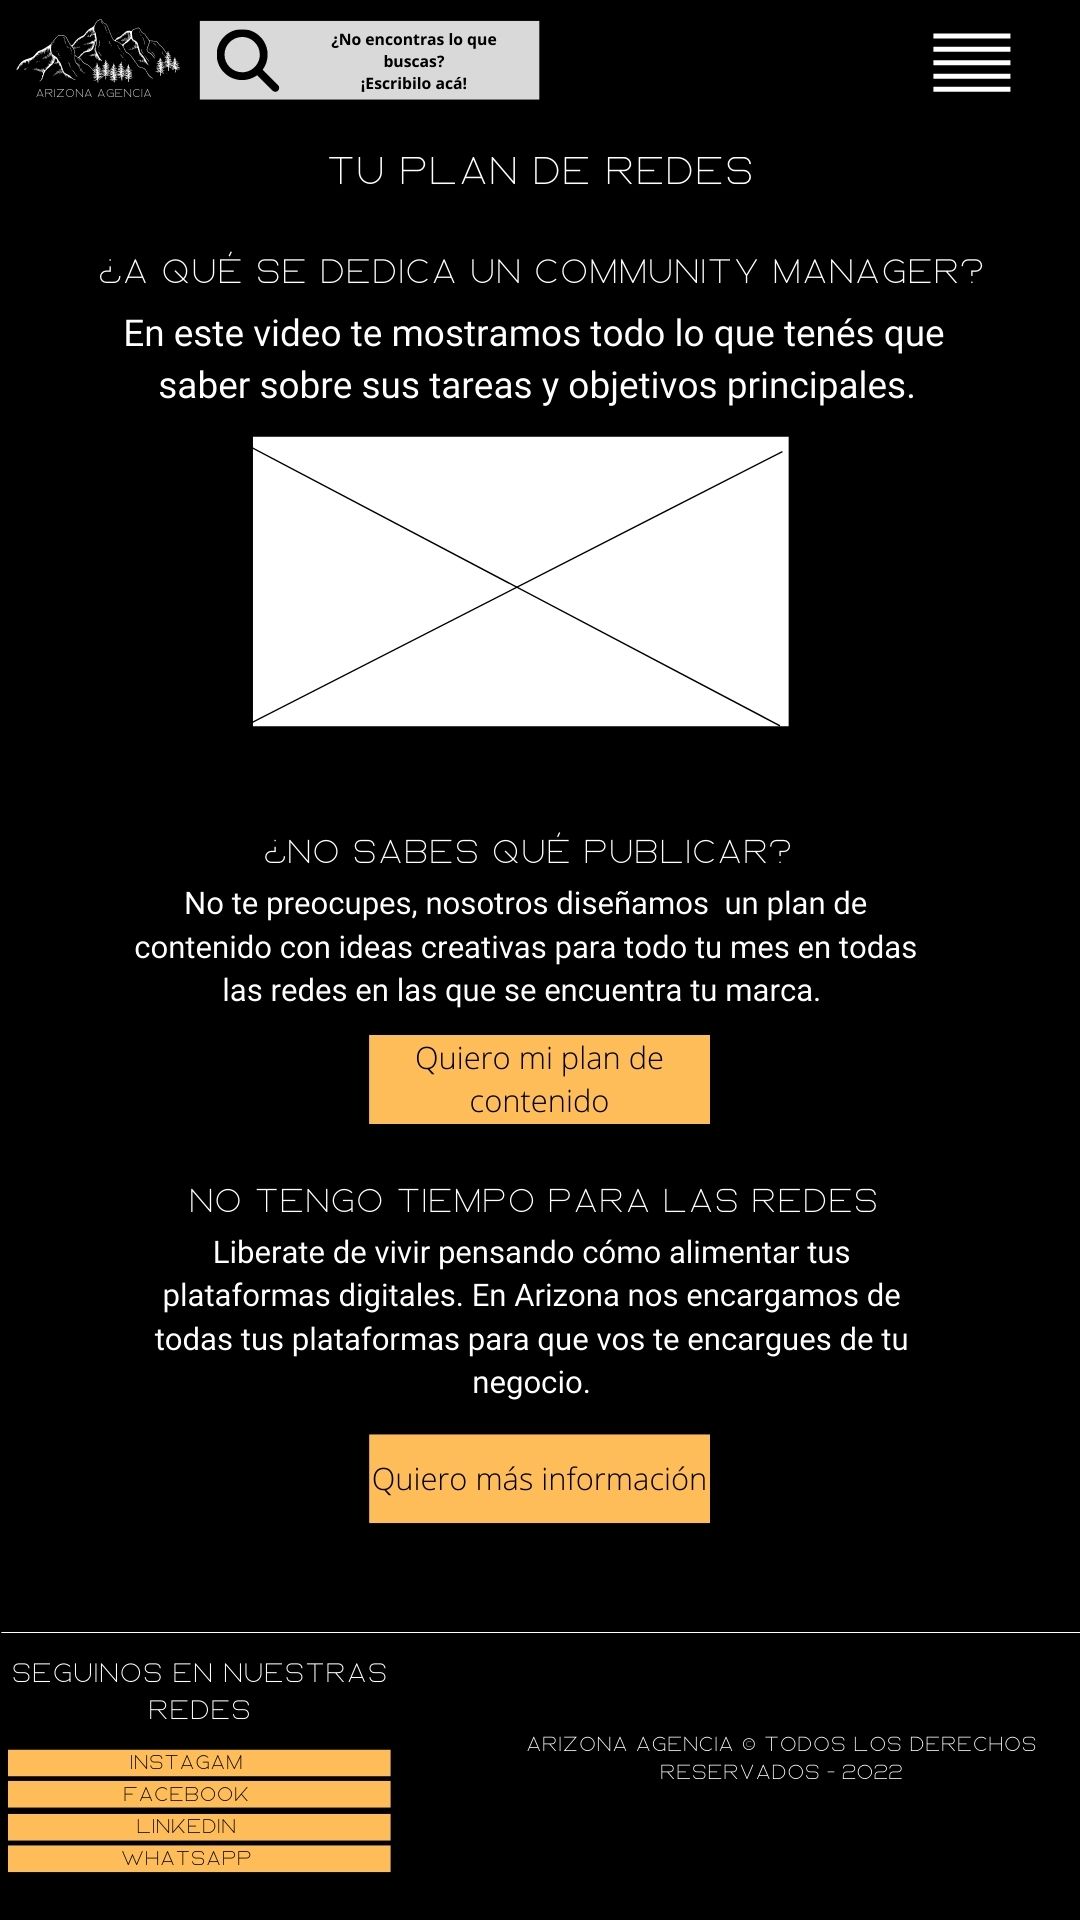 ARIZONA AGENCIA
¿No encontras lo que
buscas?
¡Escribilo acá!
TU PLAN DE REDES
¿A QUÉ SE DEDICA UN COMMUNITY MANAGER?
En este video te mostramos todo lo que tenés que
saber sobre sus tareas y objetivos principales.
¿NO SABES QUÉ PUBLICAR?
No te preocupes, nosotros diseñamos un plan de
contenido con ideas creativas para todo tu mes en todas
las redes en las que se encuentra tu marca.
Quiero mi plan de
contenido
NO TENGO TIEMPO PARA LAS REDES
Liberate de vivir pensando cómo alimentar tus
plataformas digitales. En Arizona nos encargamos de
todas tus plataformas para que vos te encargues de tu
negocio.
Quiero más información
SEGUINOS EN NUESTRAS
REDES
INSTAGAM
FACEBOOK
LINKEDIN
WHATSAPP
ARIZONA AGENCIA © TODOS LOS DERECHOS
RESERVADOS - 2022